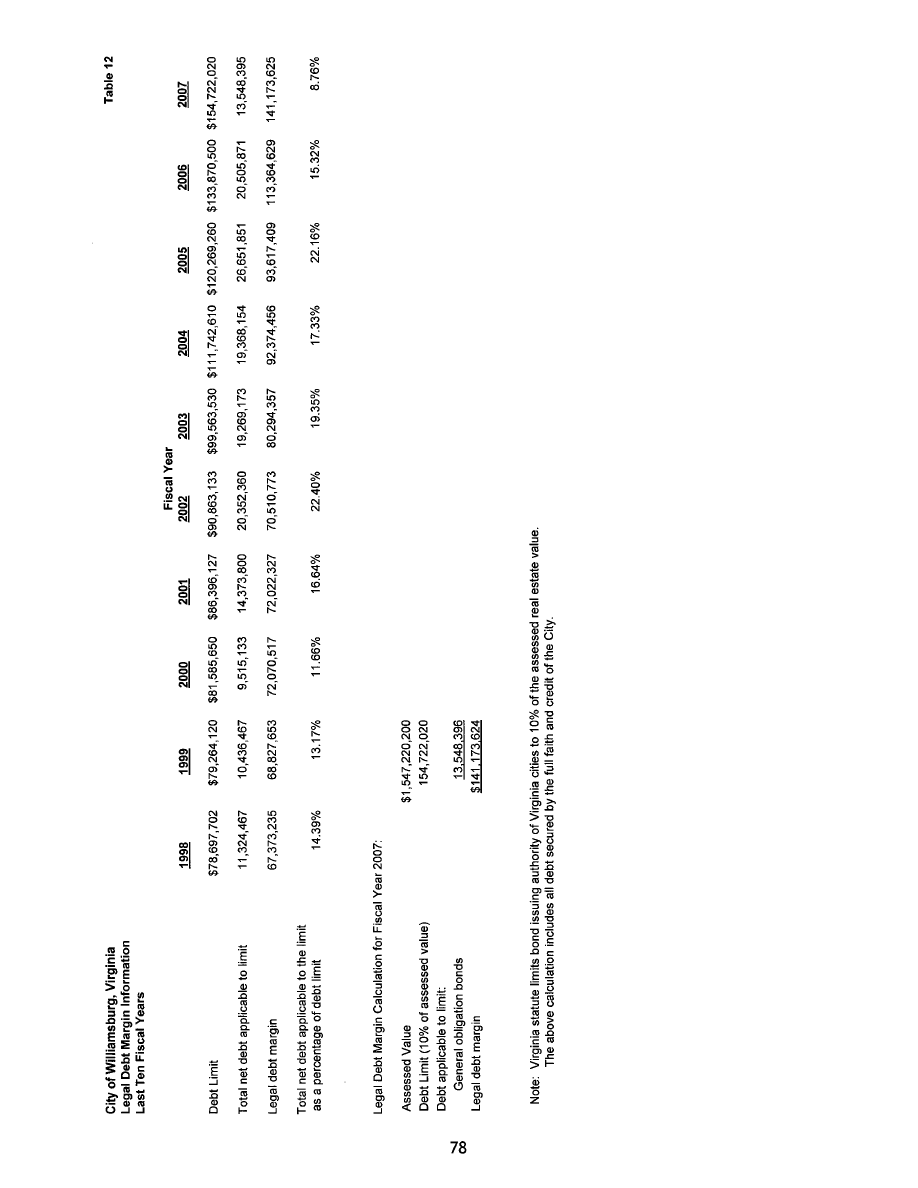 City of Williamsburg, Virginia Table 12
Legal Debt Margin Information
Last Ten Fiscal Years
Fiscal Year
1998 1999 2000 2001 2002 2003 2004 2005 2006 2007
Debt Limit $78,697,702 $79,264,120 $81,585,650 $86,396,127 $90,863,133 $99,563,530 $111,742,610 $120,269,260 $133,870,500 $154,722,020
Total net debt applicable to limit 11,324,467 10,436,467 9,515,133 14,373,800 20,352,360 19,269,173 19,368,154 26,651,851 20,505,871 13,548,395
Legal debt margin 67,373,235 68,827,653 72,070,517 72,022,327 70,510,773 80,294,357 92,374,456 93,617,409 113,364,629 141,173,625
Total net debt applicable to the limit
as a percentage of debt limit 14.39% 13.17% 11.66% 16.64% 22.40% 19.35% 17.33% 22.16% 15.32% 8.76%
Legal Debt Margin Calculation for Fiscal Year 2007:
Assessed Value $1,547,220,200
Debt Limit (10% of assessed value) 154,722,020
Debt applicable to limit:
General obligation bonds 13,548,396
Legal debt margin $141,173,624
Note: Virginia statute limits bond issuing authority of Virginia cities to 10% of the assessed real estate value.
The above calculation includes all debt secured by the full faith and credit of the City.
78